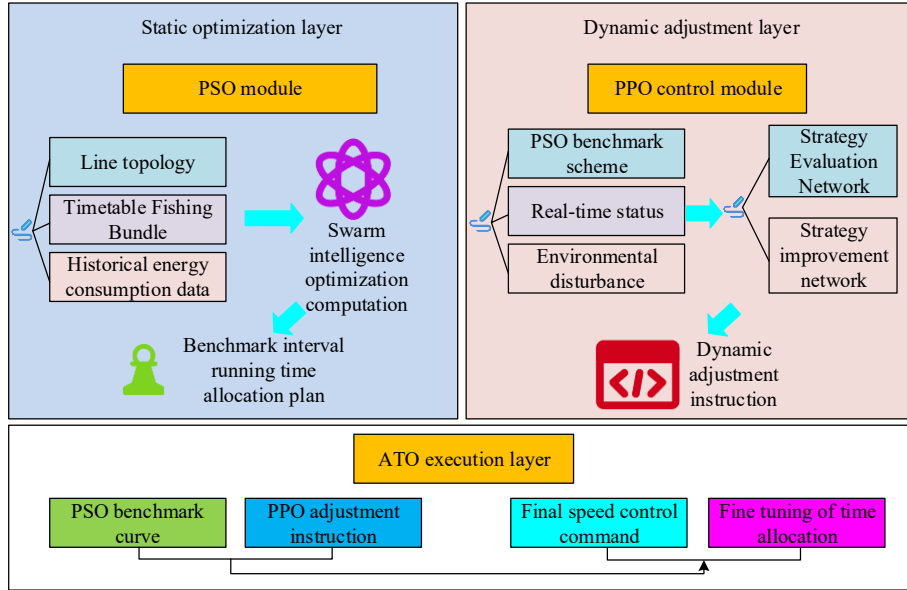 Static optimization layer
PSO module
Line topology
Timetable Fishing
Bundle
Historical energy
consumption data
Swarm
intelligence
optimization
computation
Benchmark interval
running time
allocation plan
Dynamic adjustment layer
PPO control module
PSO benchmark
scheme
Real-time status
Environmental
disturbance
Strategy
Evaluation
Network
Strategy
improvement
network
</>
Dynamic
adjustment
instruction
ATO execution layer
PSO benchmark
curve
PPO adjustment
instruction
Final speed control
command
Fine tuning of time
allocation